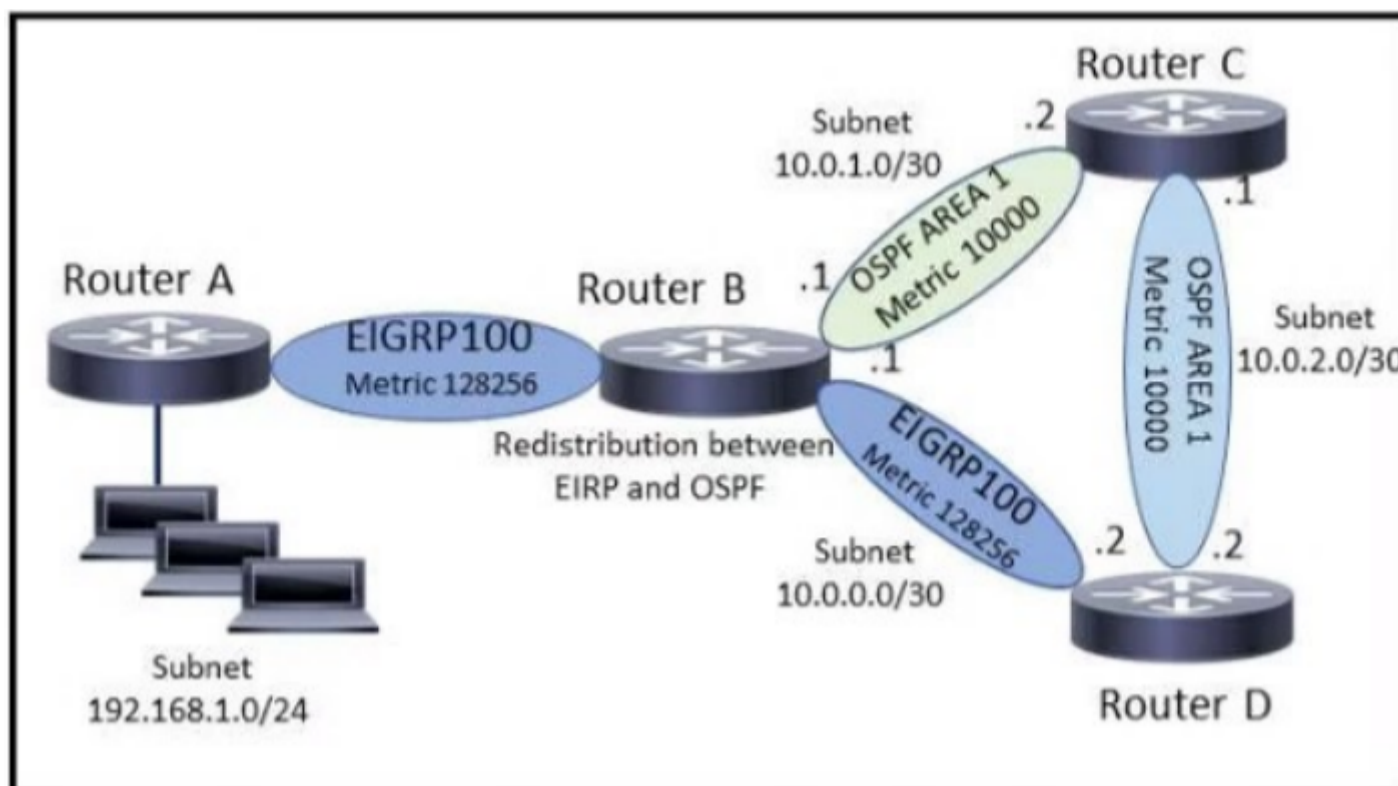 Router C
.2
Subnet
10.0.1.0/30
OSPF AREA 1
Metric 10000
.1
.1
Router A
Router B
.1
EIGRP100
Metric 128256
OSPF AREA 1
Metric 10000
Subnet
10.0.2.0/30
Redistribution between
EIRP and OSPF
EIGRP100
Metric 128256
Subnet
10.0.0.0/30
.2
.2
Subnet
192.168.1.0/24
Router D